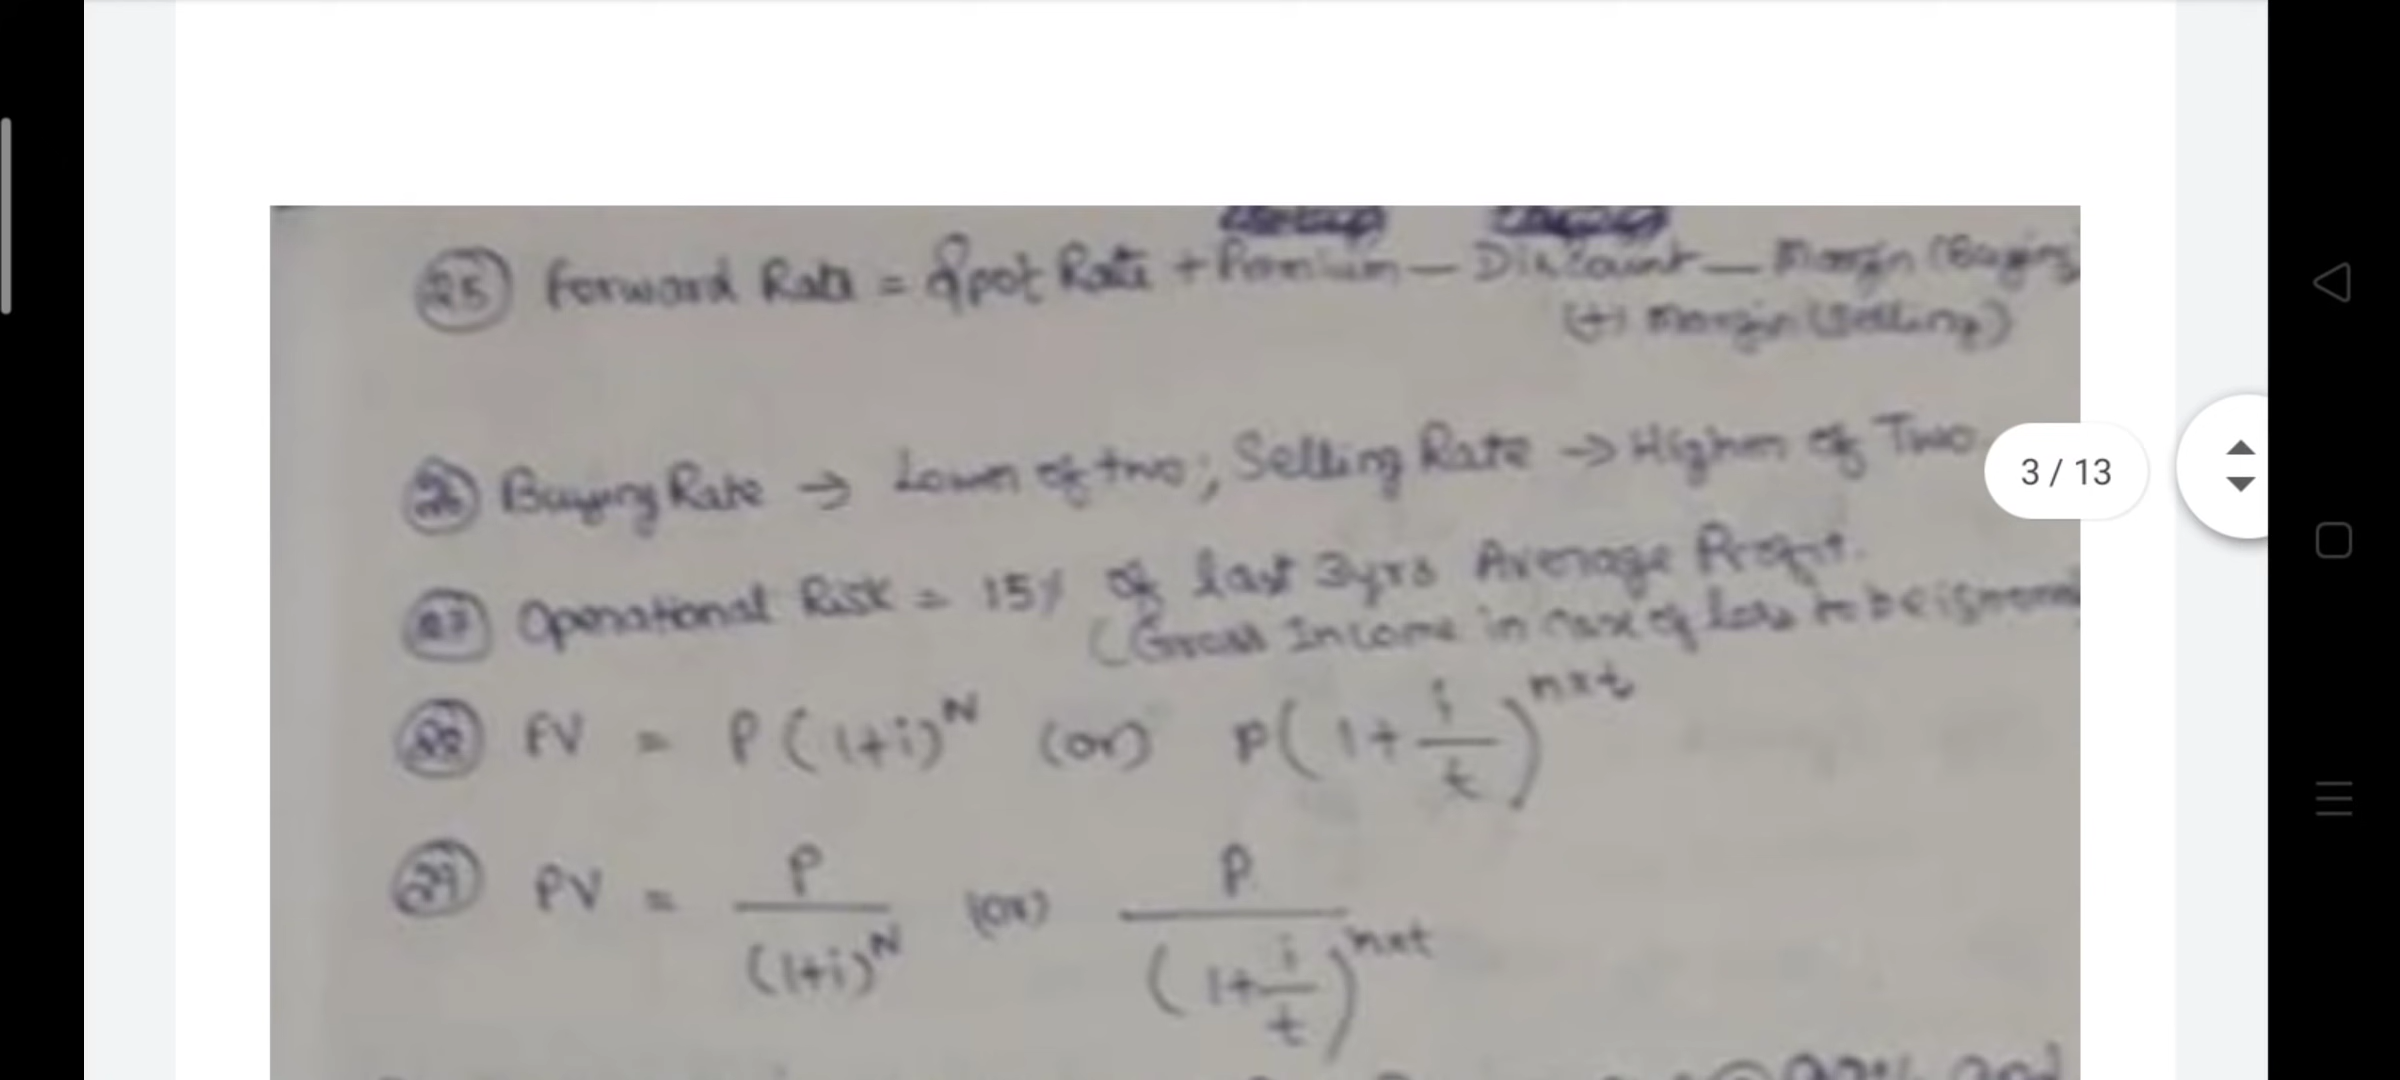 25 Forward Rate = Spot Rate + Premium — Discount — Margin (Buying)
(+) Margin (Selling)
26 Buying Rate → Lower of two; Selling Rate → Higher of Two
3 / 13
27 Operational Risk = 15% of last 3yrs Average Profit.
(Gross Income in case of loss to be ignored
28 FV = P(1+i)^N (or) P(1+i/t)^n×t
29 PV = P/(1+i)^N (or) P/(1+i/t)^n×t